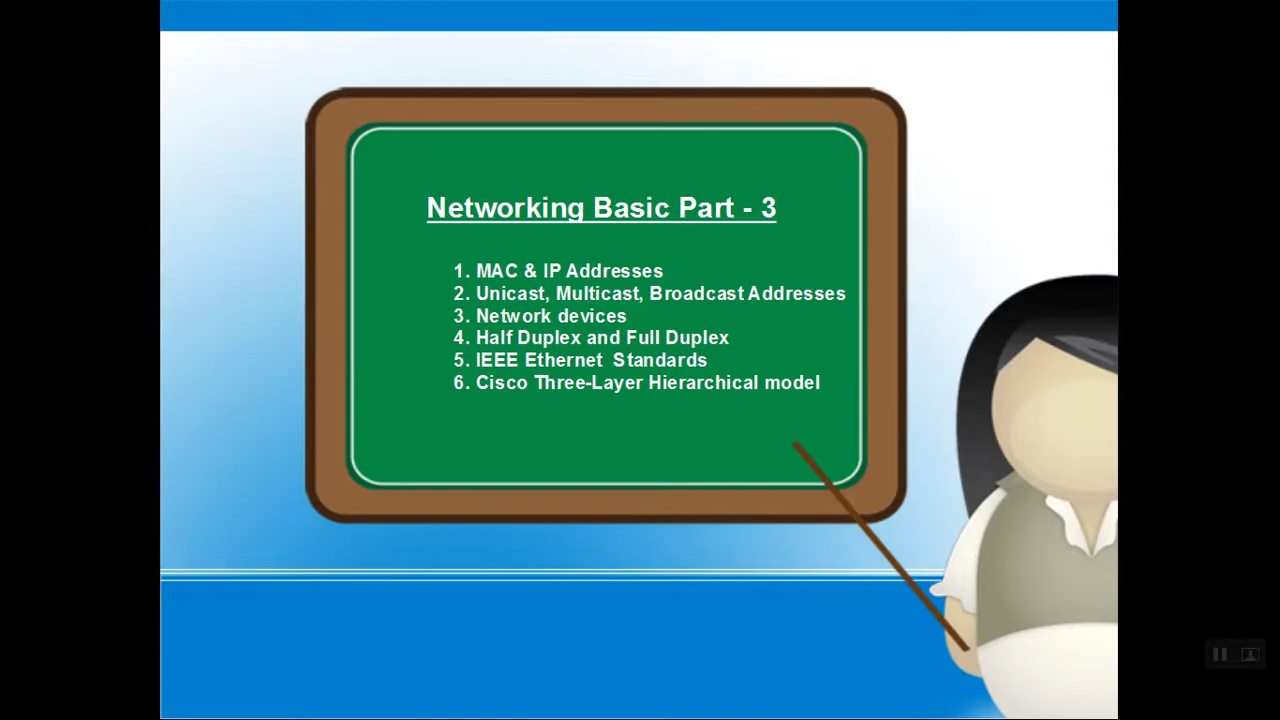 Networking Basic Part - 3
1. MAC & IP Addresses
2. Unicast, Multicast, Broadcast Addresses
3. Network devices
4. Half Duplex and Full Duplex
5. IEEE Ethernet  Standards
6. Cisco Three-Layer Hierarchical model